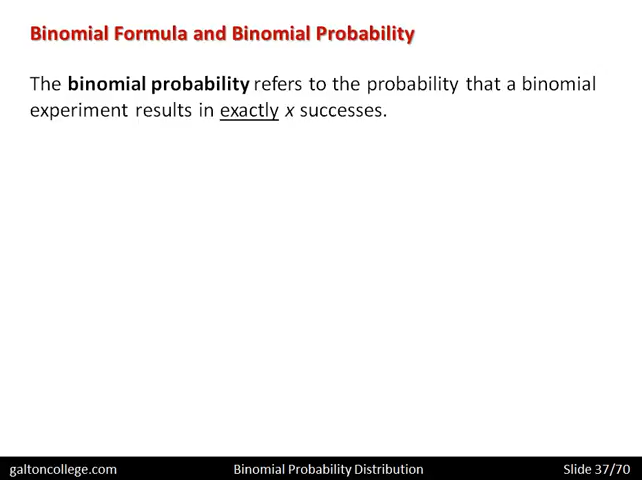 Binomial Formula and Binomial Probability
The binomial probability refers to the probability that a binomial
experiment results in exactly x successes.
galtoncollege.com
Binomial Probability Distribution
Slide 37/70